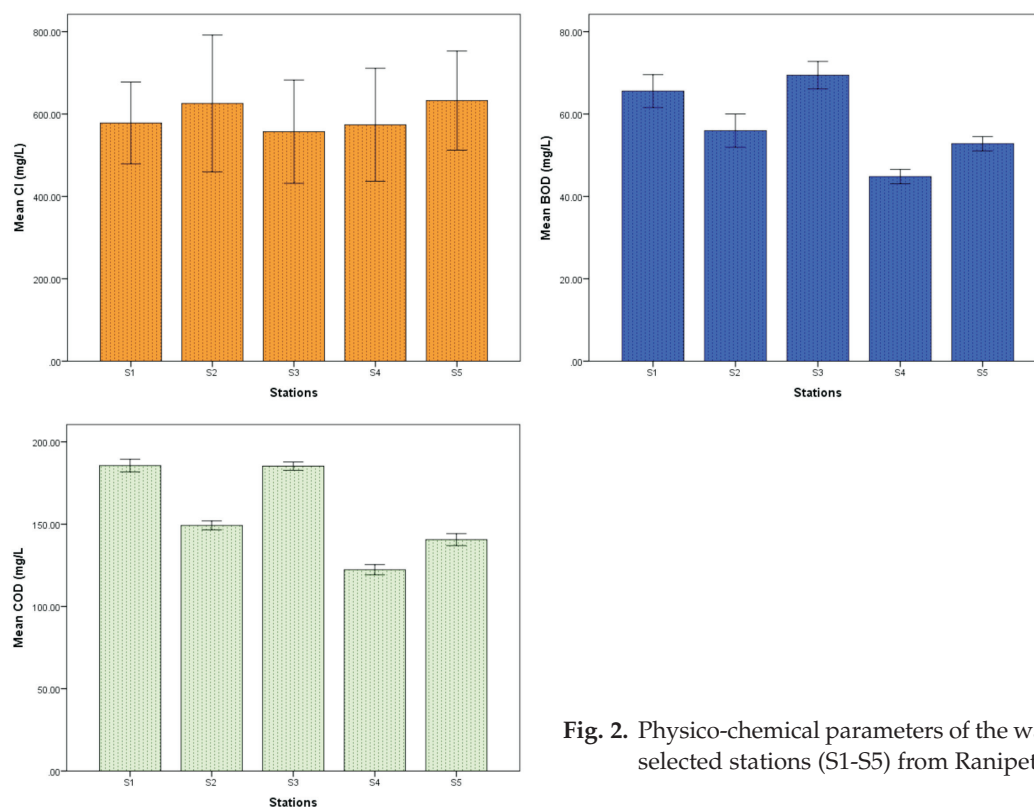 800.00
600.00
400.00
200.00
.00
Mean Cl (mg/L)
S1 S2 S3 S4 S5
Stations
80.00
60.00
40.00
20.00
.00
Mean BOD (mg/L)
S1 S2 S3 S4 S5
Stations
200.00
150.00
100.00
50.00
.00
Mean COD (mg/L
S1 S2 S3 S4 S5
Stations
Fig. 2. Physico-chemical parameters of the w
selected stations (S1-S5) from Ranipet